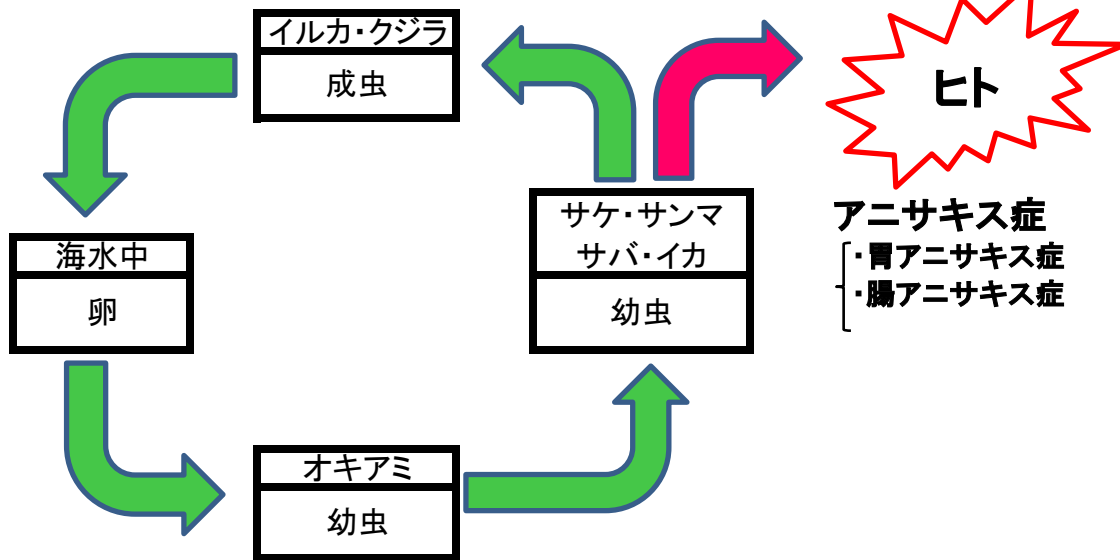 イルカ・クジラ
成虫
ヒト
サケ・サンマ
サバ・イカ
幼虫
アニサキス症
・胃アニサキス症
・腸アニサキス症
海水中
卵
オキアミ
幼虫